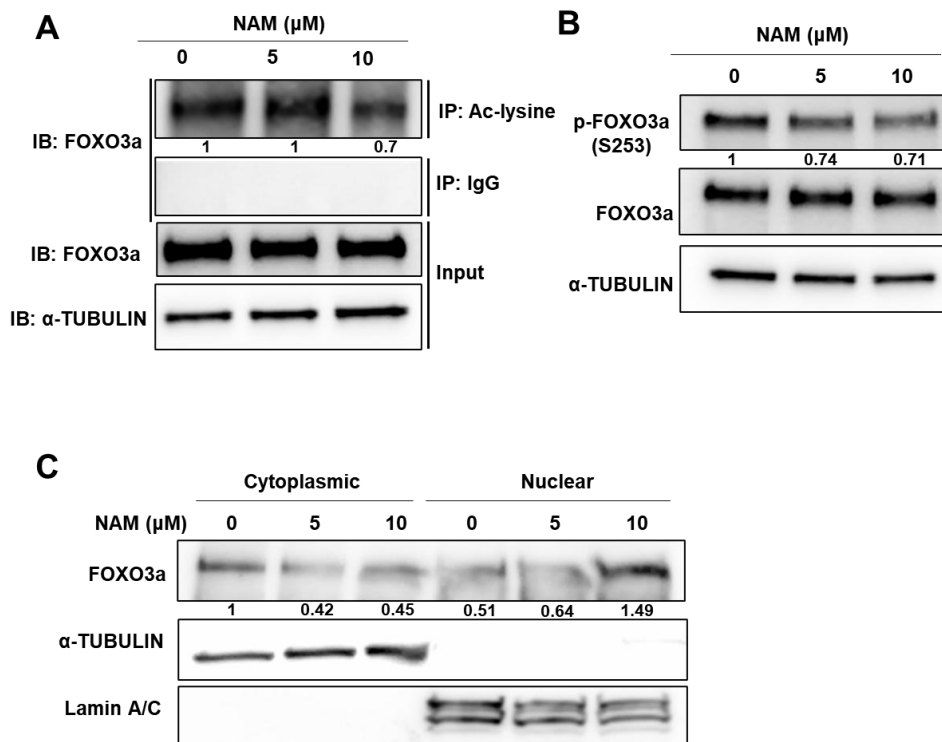 A
NAM (µM)
0 5 10
IB: FOXO3a
IP: Ac-lysine
1 1 0.7
IP: IgG
IB: FOXO3a
Input
IB: α-TUBULIN
B
NAM (µM)
0 5 10
p-FOXO3a
(S253)
1 0.74 0.71
FOXO3a
α-TUBULIN
C
Cytoplasmic Nuclear
NAM (µM) 0 5 10 0 5 10
FOXO3a
1 0.42 0.45 0.51 0.64 1.49
α-TUBULIN
Lamin A/C